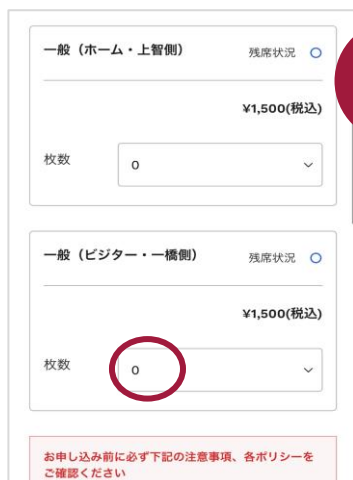 一般（ホーム・上智側）
残席状況 ○
¥1,500(税込)
枚数
0
一般（ビジター・一橋側）
残席状況 ○
¥1,500(税込)
枚数
0
お申し込み前に必ず下記の注意事項、各ポリシーを
ご確認ください